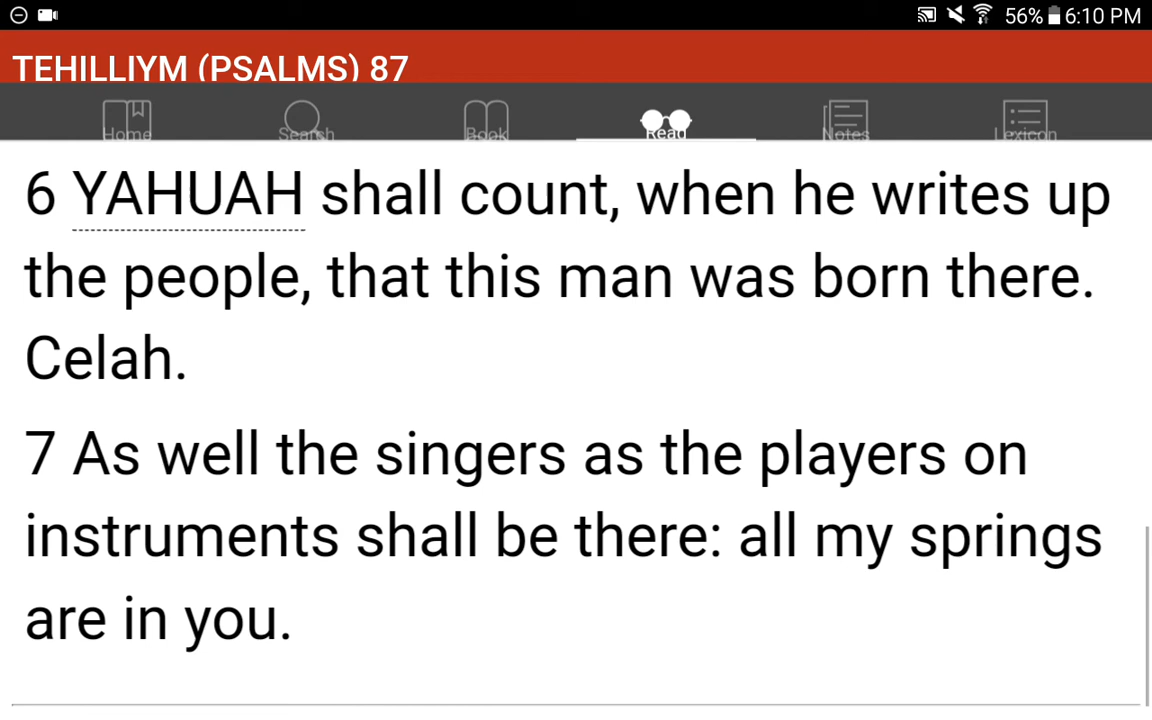 56% 6:10 PM
TEHILLIYM (PSALMS) 87
Home Search Book Read Notes Lexicon
6 YAHUAH shall count, when he writes up
the people, that this man was born there.
Celah.
7 As well the singers as the players on
instruments shall be there: all my springs
are in you.